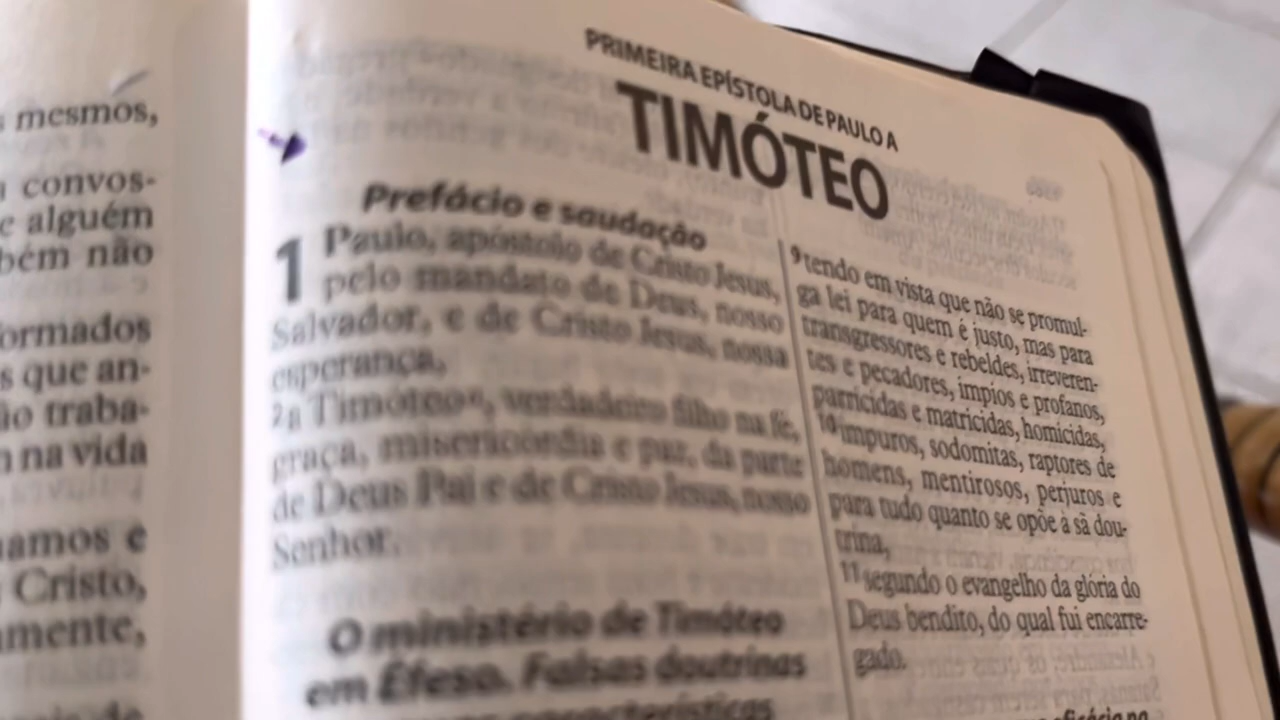 s mesmos,
convos-
e alguém
bém não
ormados
s que an-
ão traba-
n na vida
amos e
Cristo,
amente,
PRIMEIRA EPÍSTOLA DE PAULO A
TIMÓTEO
Prefácio e saudação
1 Paulo, apóstolo de Cristo Jesus,
pelo mandato de Deus, nosso
Salvador, e de Cristo Jesus, nossa
esperança,
2 a Timóteo, verdadeiro filho na fé,
graça, misericórdia e paz, da parte
de Deus Pai e de Cristo Jesus, nosso
Senhor.
O ministério de Timóteo
em Éfeso. Falsas doutrinas
características
9 tendo em vista que não se promul-
ga lei para quem é justo, mas para
transgressores e rebeldes, irreveren-
tes e pecadores, ímpios e profanos,
parricidas e matricidas, homicidas,
10 impuros, sodomitas, raptores de
homens, mentirosos, perjuros e
para tudo quanto se opõe à sã dou-
trina,
11 segundo o evangelho da glória do
Deus bendito, do qual fui encarre-
gado.